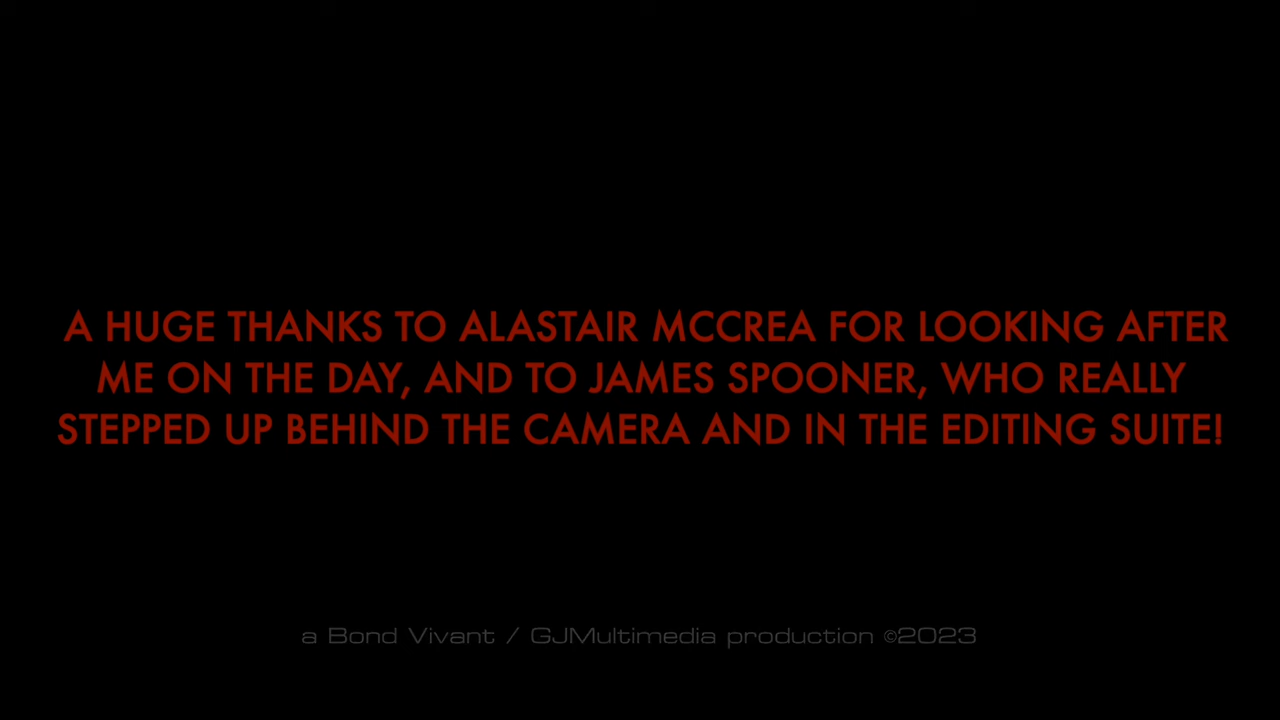 A HUGE THANKS TO ALASTAIR MCCREA FOR LOOKING AFTER
ME ON THE DAY, AND TO JAMES SPOONER, WHO REALLY
STEPPED UP BEHIND THE CAMERA AND IN THE EDITING SUITE!
a Bond Vivant / GJMultimedia production ©2023